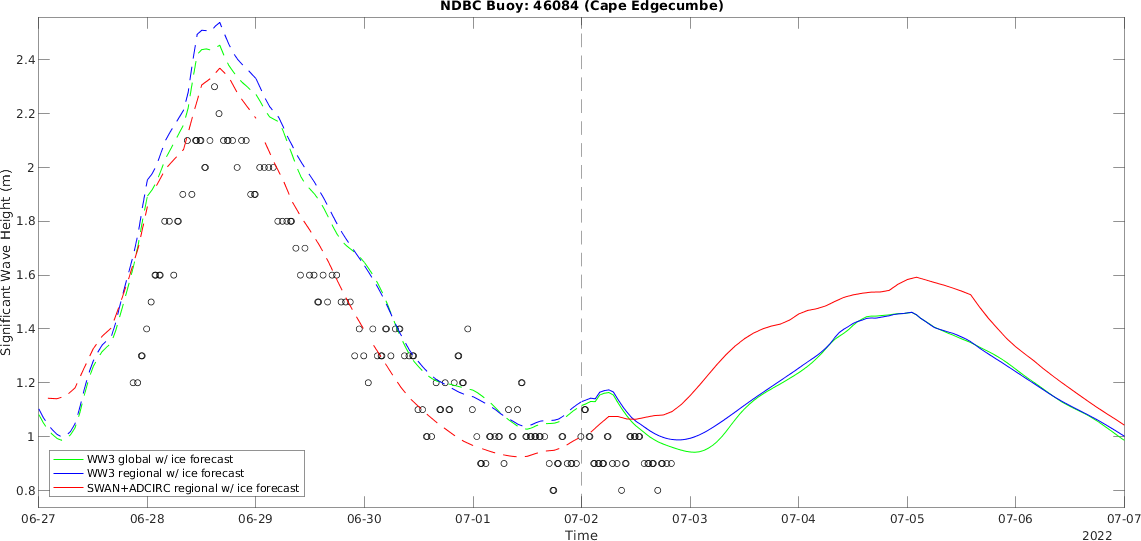 NDBC Buoy: 46084 (Cape Edgecumbe)
Significant Wave Height (m)
2.4
2.2
2
1.8
1.6
1.4
1.2
1
0.8
WW3 global w/ ice forecast
WW3 regional w/ ice forecast
SWAN+ADCIRC regional w/ ice forecast
06-27 06-28 06-29 06-30 07-01 07-02 07-03 07-04 07-05 07-06 07-07
Time
2022